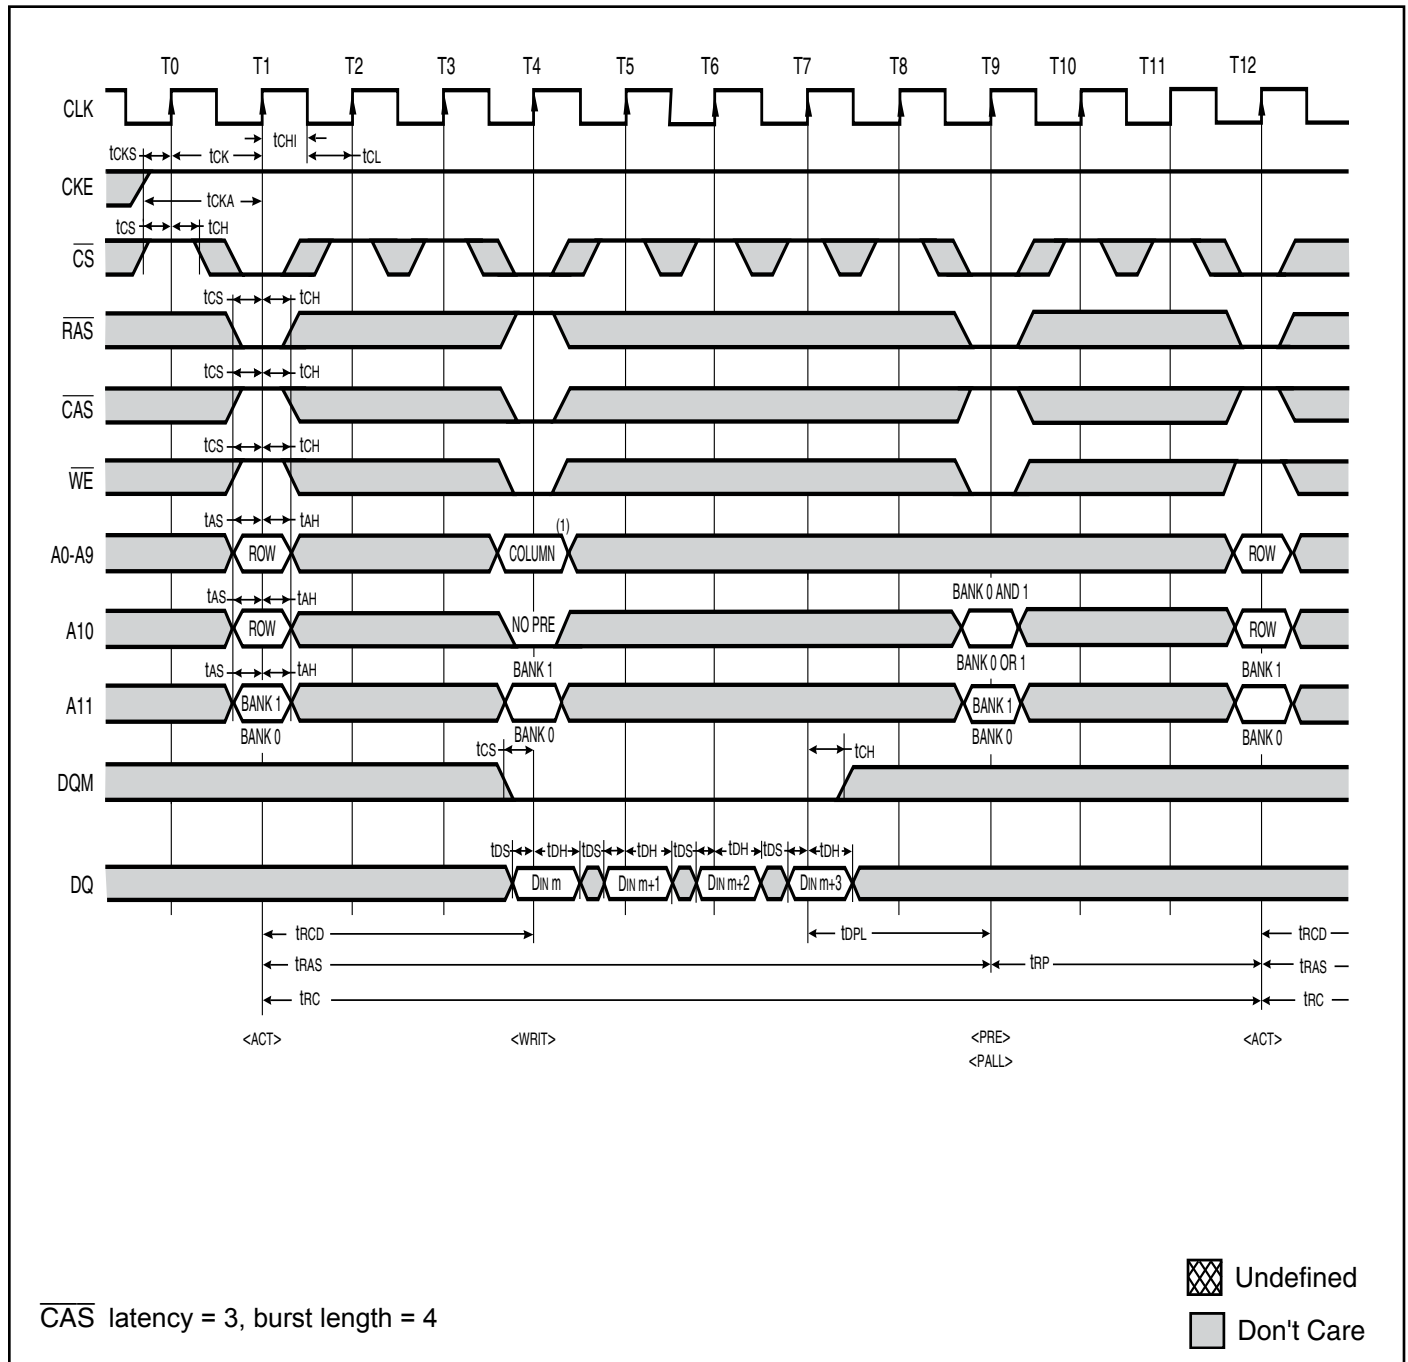 T0 T1 T2 T3 T4 T5 T6 T7 T8 T9 T10 T11 T12
CLK
tCHI
tCKS tCK tCL
CKE
tCKA
tCS tCH
CS
tCS tCH
RAS
tCS tCH
CAS
tCS tCH
WE
tAS tAH (1)
A0-A9 ROW COLUMN ROW
tAS tAH BANK 0 AND 1
A10 ROW NO PRE ROW
tAS tAH BANK 1 BANK 0 OR 1 BANK 1
A11 BANK 1 BANK 1
BANK 0 BANK 0 BANK 0 BANK 0
tCS tCH
DQM
tDS tDH tDS tDH tDS tDH tDS tDH
DQ DIN m DIN m+1 DIN m+2 DIN m+3
tRCD tDPL tRCD
tRAS tRP tRAS
tRC tRC
<ACT> <WRIT> <PRE> <ACT>
<PALL>
Undefined
CAS latency = 3, burst length = 4
Don't Care